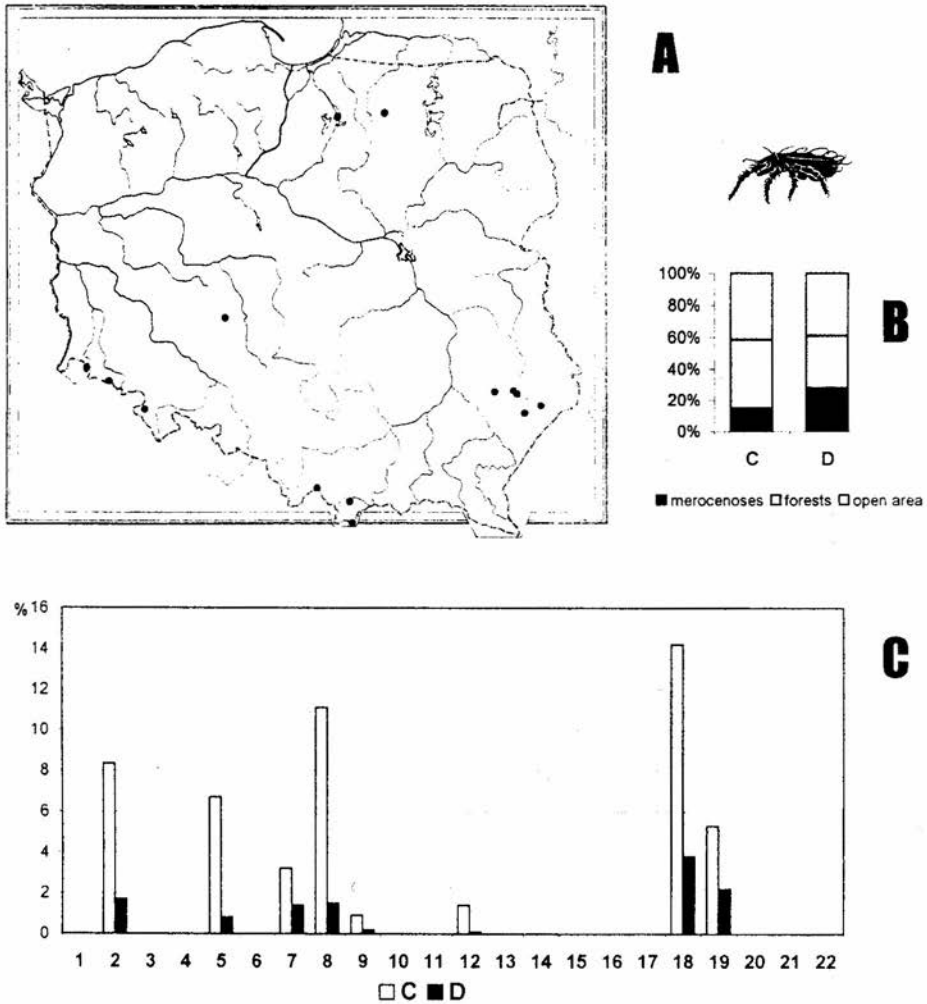 A
100%
80%
60%
40%
20%
0%
B
C D
■ merocenoses □ forests □ open area
% 16
14
12
10
8
6
4
2
0
C
1 2 3 4 5 6 7 8 9 10 11 12 13 14 15 16 17 18 19 20 21 22
□ C ■ D